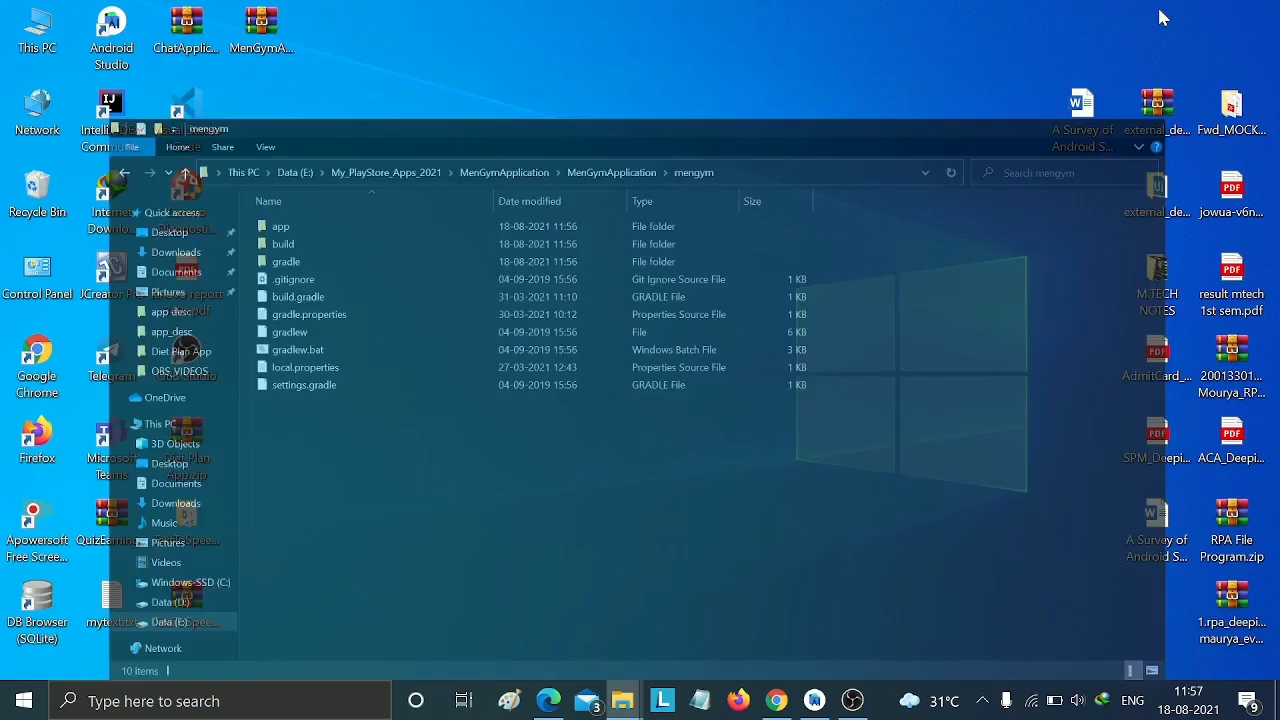 This PC
Android
Studio
ChatApplic...
MenGymA...
Network
Recycle Bin
Control Panel
Google
Chrome
Telegram
Firefox
Microsoft
Teams
Apowersoft
Free Scree...
QuizEarning
DB Browser
(SQLite)
mytext.txt
A Survey of
Android S...
external_de...
Fwd_MOCK...
external_de...
jowua-v6n...
M.TECH
NOTES
result mtech
1st sem.pdf
AdmitCard_...
20013301...
Mourya_RP...
SPM_Deepi...
ACA_Deepi...
A Survey of
Android S...
RPA File
Program.zip
1.rpa_deepi...
maurya_ev...
mengym
File
Home
Share
View
This PC
Data (E:)
My_PlayStore_Apps_2021
MenGymApplication
MenGymApplication
mengym
Search mengym
Quick access
Desktop
Downloads
Documents
Pictures
app_desc
app_desc
Diet Plan App
OBS_VIDEOS
OneDrive
This PC
3D Objects
Desktop
Documents
Downloads
Music
Pictures
Videos
Windows-SSD (C:)
Data (D:)
Data (E:)
Network
Name Date modified Type Size
app 18-08-2021 11:56 File folder
build 18-08-2021 11:56 File folder
gradle 18-08-2021 11:56 File folder
.gitignore 04-09-2019 15:56 Git Ignore Source File 1 KB
build.gradle 31-03-2021 11:10 GRADLE File 1 KB
gradle.properties 30-03-2021 10:12 Properties Source File 1 KB
gradlew 04-09-2019 15:56 File 6 KB
gradlew.bat 04-09-2019 15:56 Windows Batch File 3 KB
local.properties 27-03-2021 12:43 Properties Source File 1 KB
settings.gradle 04-09-2019 15:56 GRADLE File 1 KB
10 items
Type here to search
3
L
31°C
ENG
11:57
18-08-2021
9